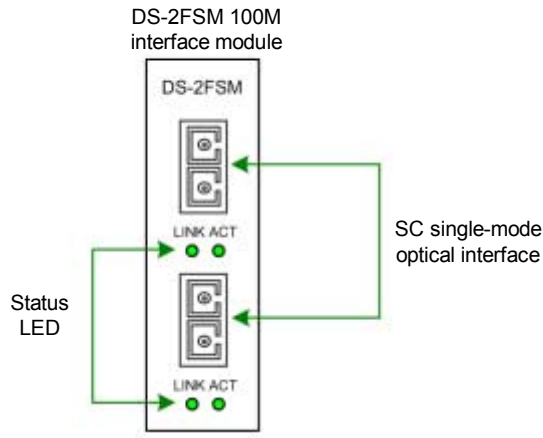 DS-2FSM 100M
interface module
DS-2FSM
LINK ACT
SC single-mode
optical interface
Status
LED
LINK ACT